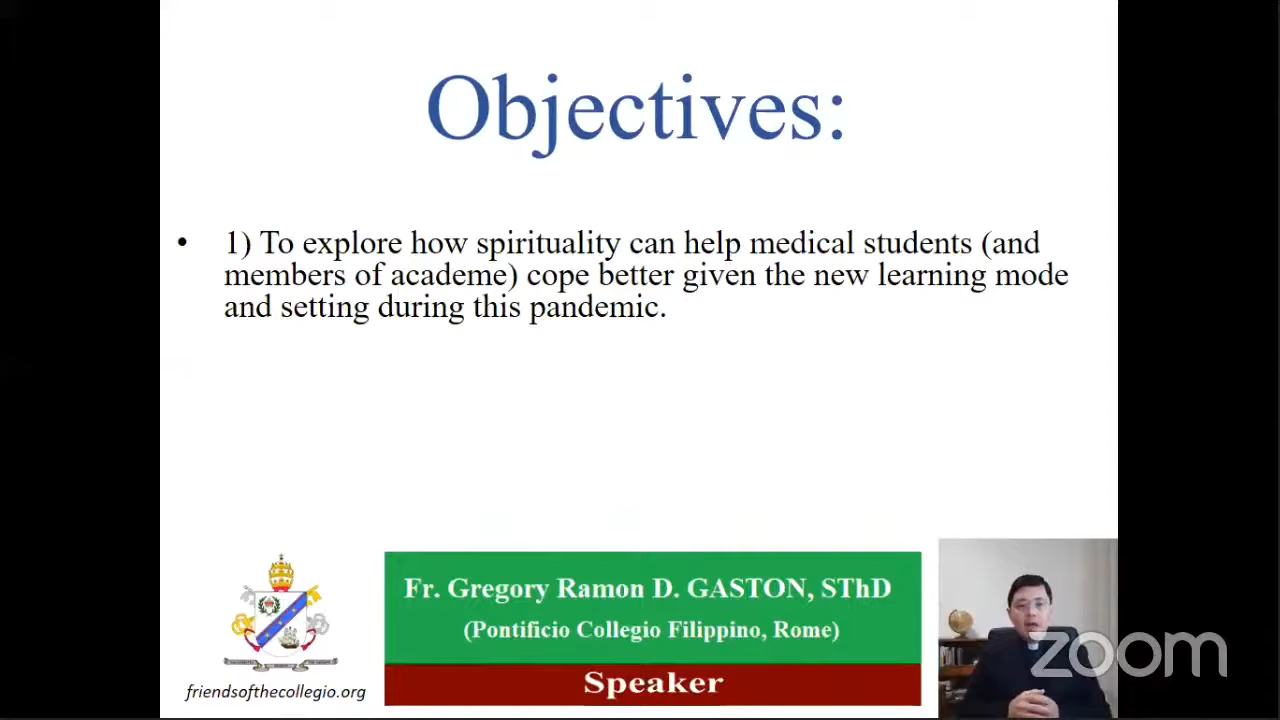 Objectives:
• 1) To explore how spirituality can help medical students (and
members of academe) cope better given the new learning mode
and setting during this pandemic.
Fr. Gregory Ramon D. GASTON, SThD
(Pontificio Collegio Filippino, Rome)
Speaker
friendsofthecollegio.org
zoom